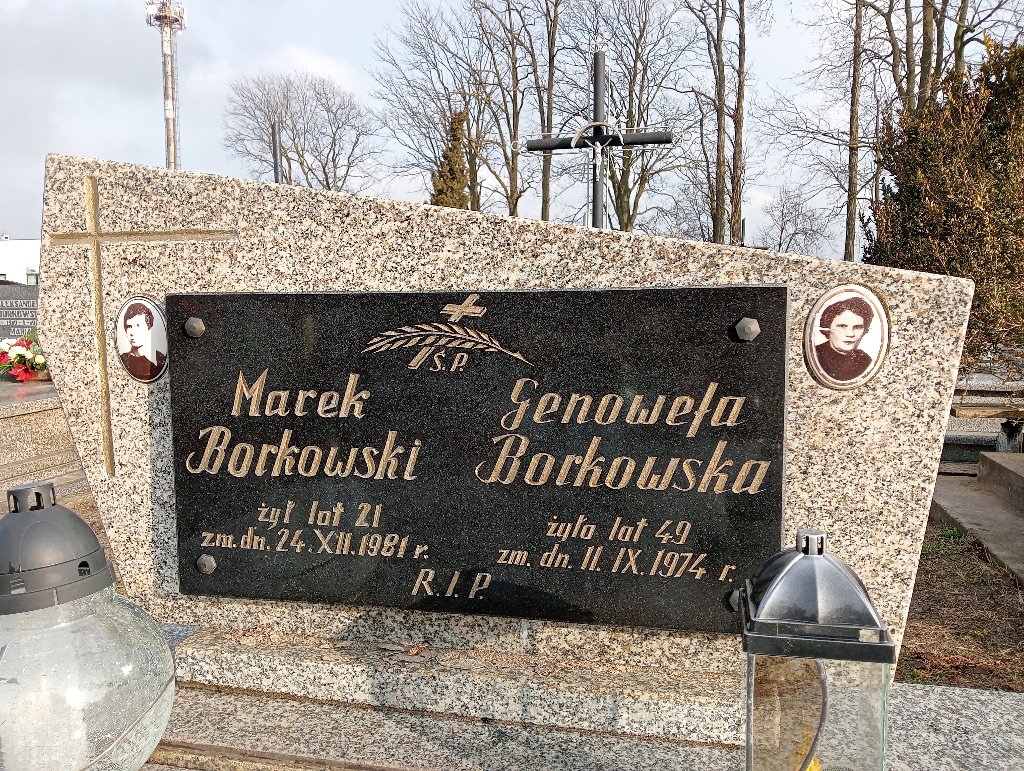 Ś.P.
Marek
Borkowski
żył lat 21
zm. dn. 24.XII.1981 r.
Genowefa
Borkowska
żyła lat 49
zm. dn. 11.IX.1974 r.
R.I.P.